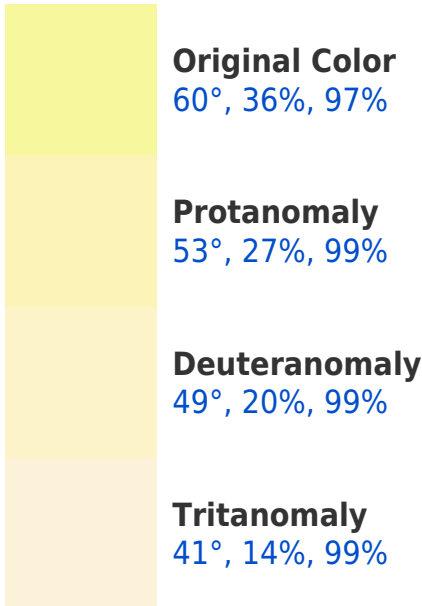 Original Color
60°, 36%, 97%
Protanomaly
53°, 27%, 99%
Deuteranomaly
49°, 20%, 99%
Tritanomaly
41°, 14%, 99%